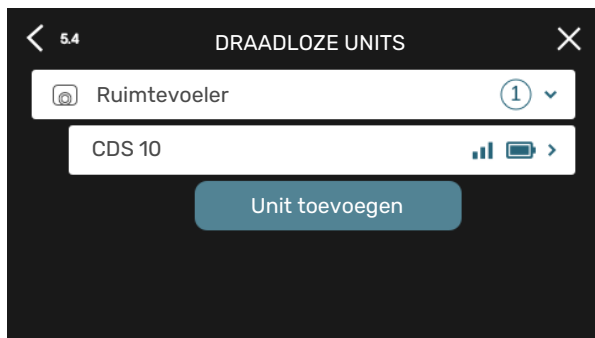 5.4
DRAADLOZE UNITS
Ruimtevoeler
1
CDS 10
Unit toevoegen